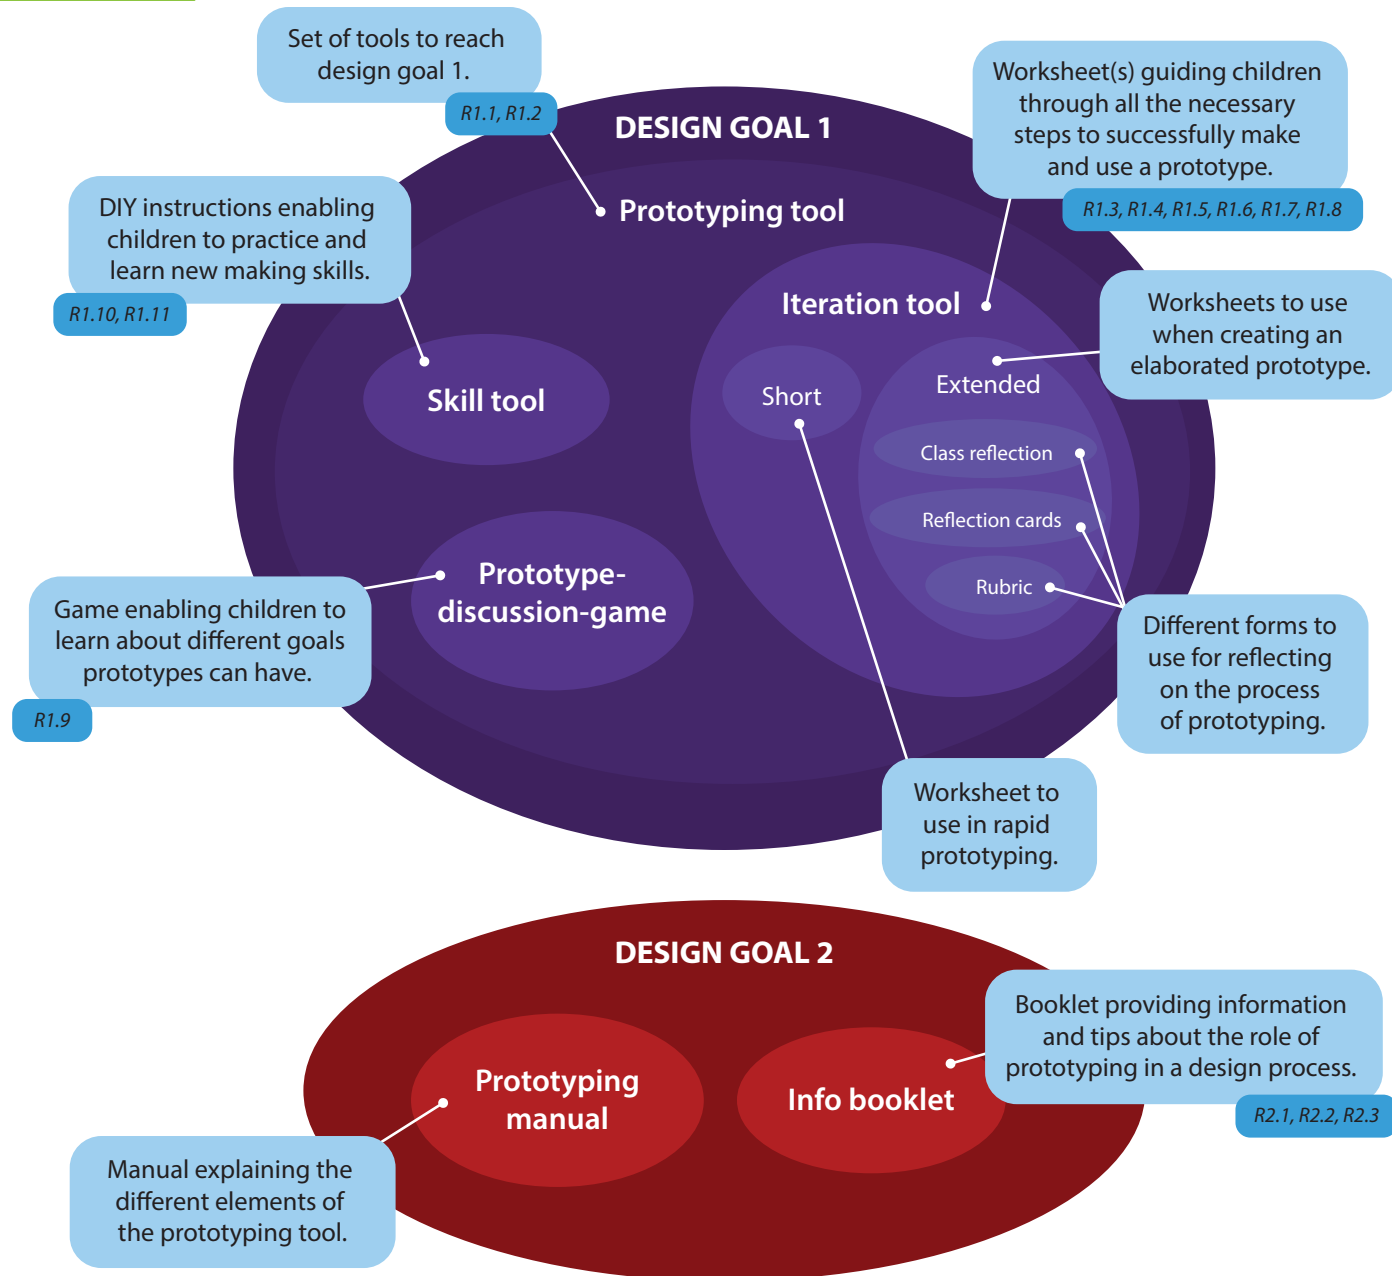 Set of tools to reach
design goal 1.
R1.1, R1.2
Worksheet(s) guiding children
through all the necessary
steps to successfully make
and use a prototype.
R1.3, R1.4, R1.5, R1.6, R1.7, R1.8
DESIGN GOAL 1
Prototyping tool
DIY instructions enabling
children to practice and
learn new making skills.
R1.10, R1.11
Iteration tool
Worksheets to use
when creating an
elaborated prototype.
Skill tool
Short
Extended
Class reflection
Reflection cards
Rubric
Prototype-
discussion-game
Game enabling children to
learn about different goals
prototypes can have.
R1.9
Different forms to
use for reflecting
on the process
of prototyping.
Worksheet to
use in rapid
prototyping.
DESIGN GOAL 2
Prototyping
manual
Info booklet
Booklet providing information
and tips about the role of
prototyping in a design process.
R2.1, R2.2, R2.3
Manual explaining the
different elements of
the prototyping tool.